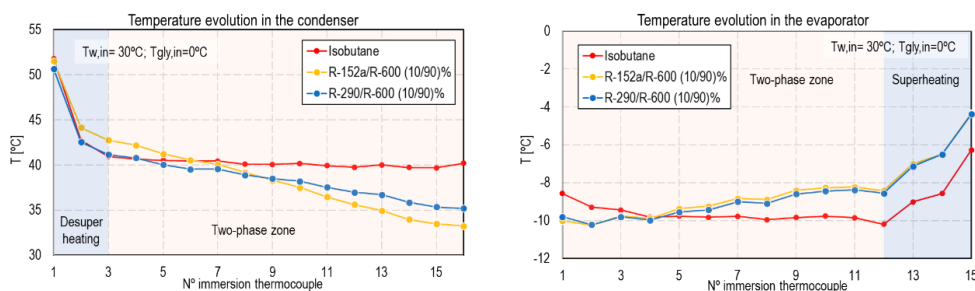 Temperature evolution in the condenser
55
50
45
40
35
30
T [ºC]
Tw,in= 30ºC; Tgly,in=0ºC
Isobutane
R-152a/R-600 (10/90)%
R-290/R-600 (10/90)%
Desuper
heating
Two-phase zone
1 3 5 7 9 11 13 15
Nº immersion thermocouple
Temperature evolution in the evaporator
-0
-2
-4
-6
-8
-10
-12
T [ºC]
Tw,in= 30ºC; Tgly,in=0ºC
Isobutane
R-152a/R-600 (10/90)%
R-290/R-600 (10/90)%
Two-phase zone
Superheating
1 3 5 7 9 11 13 15
Nº immersion thermocouple